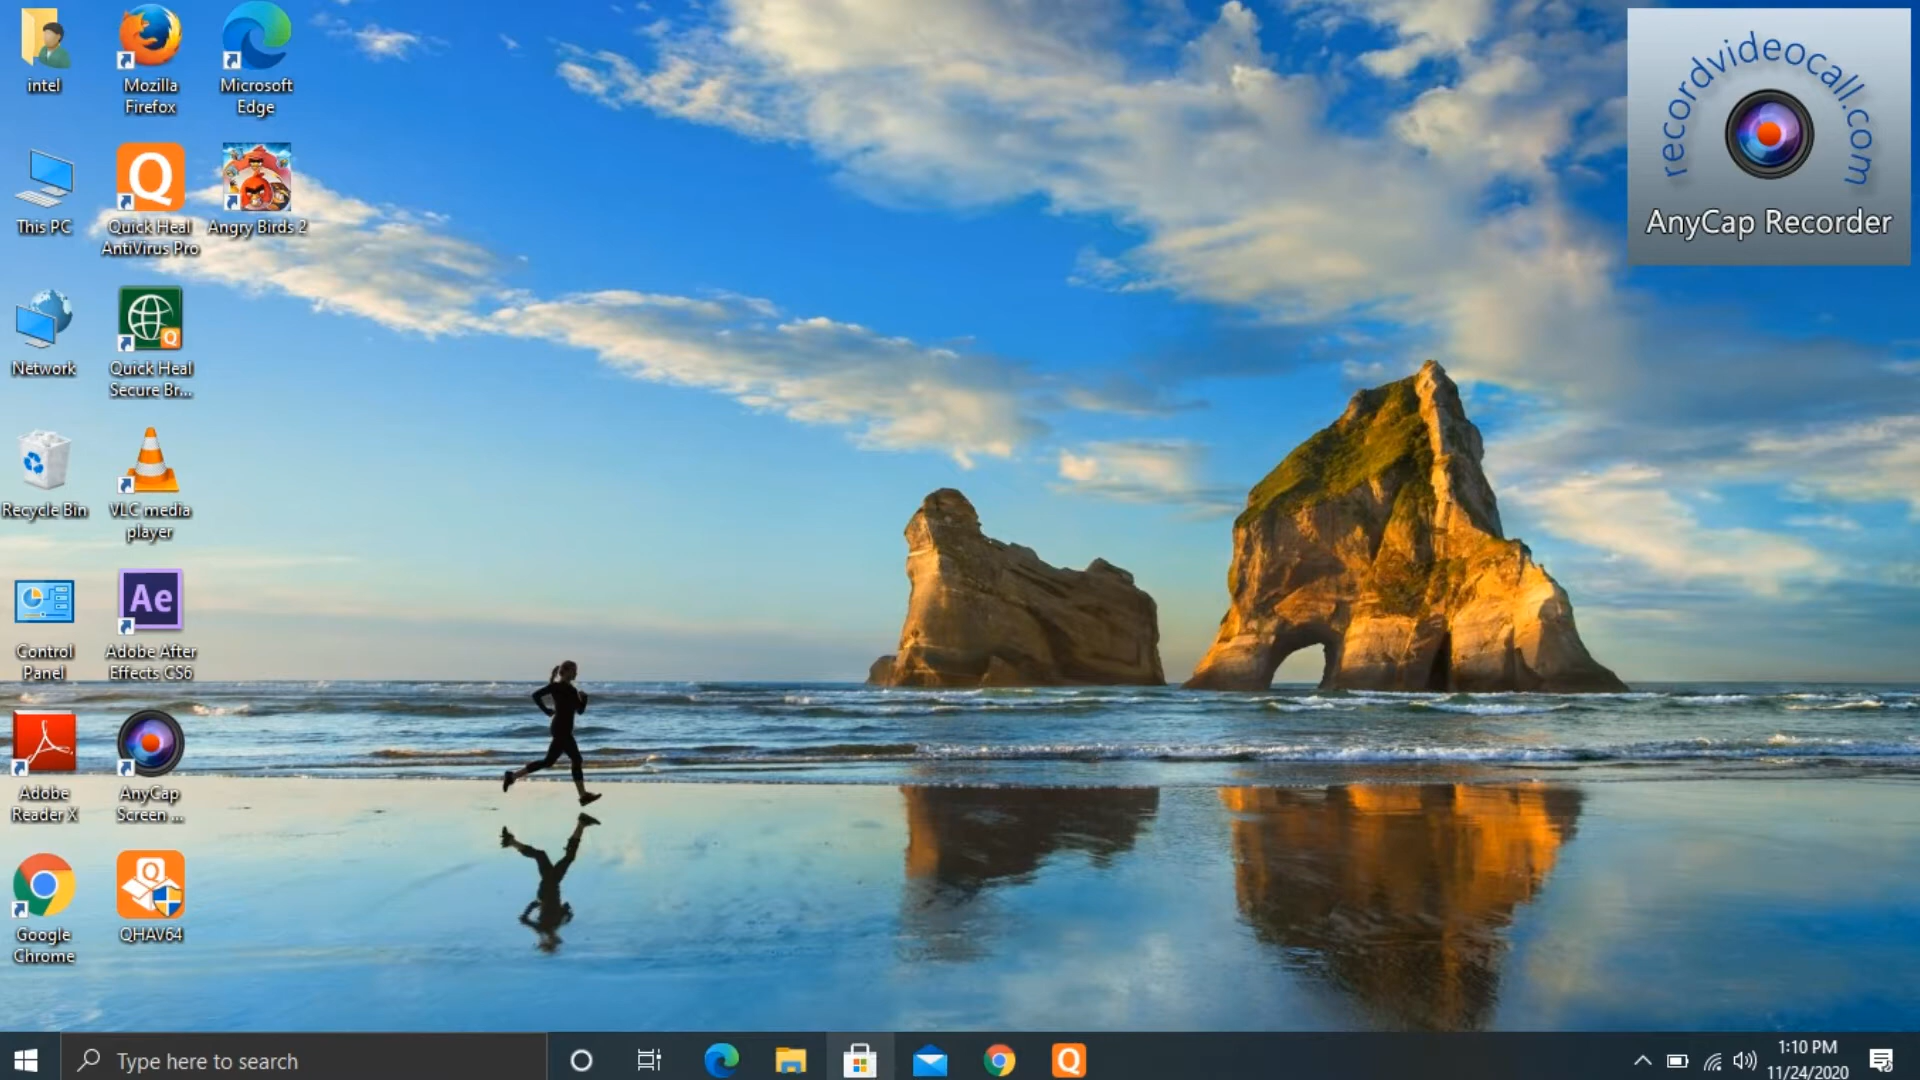 intel
Mozilla
Firefox
Microsoft
Edge
This PC
Quick Heal
AntiVirus Pro
Angry Birds 2
Network
Quick Heal
Secure Br...
Recycle Bin
VLC media
player
Control
Panel
Ae
Adobe After
Effects CS6
Adobe
Reader X
AnyCap
Screen ...
Google
Chrome
QHAV64
recordvideocall.com
AnyCap Recorder
Type here to search
1:10 PM
11/24/2020